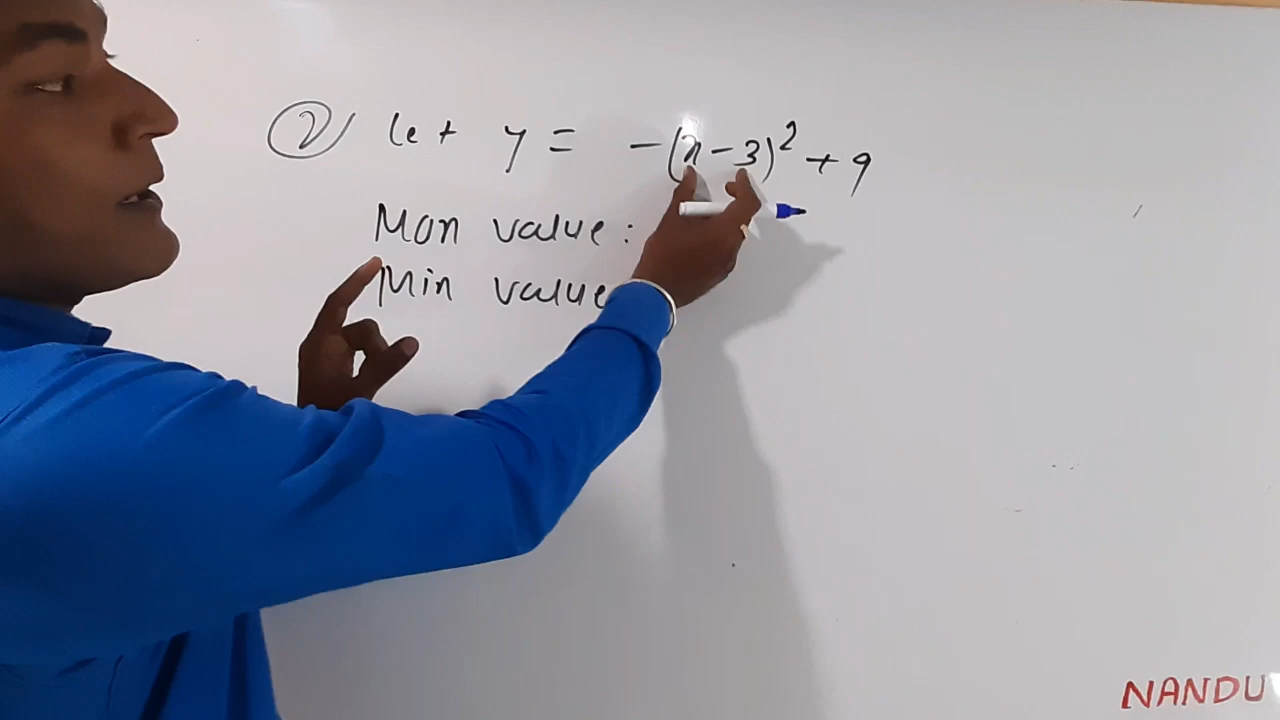 2 let y = -(x-3)² + 9
Max value :
Min value
NANDU